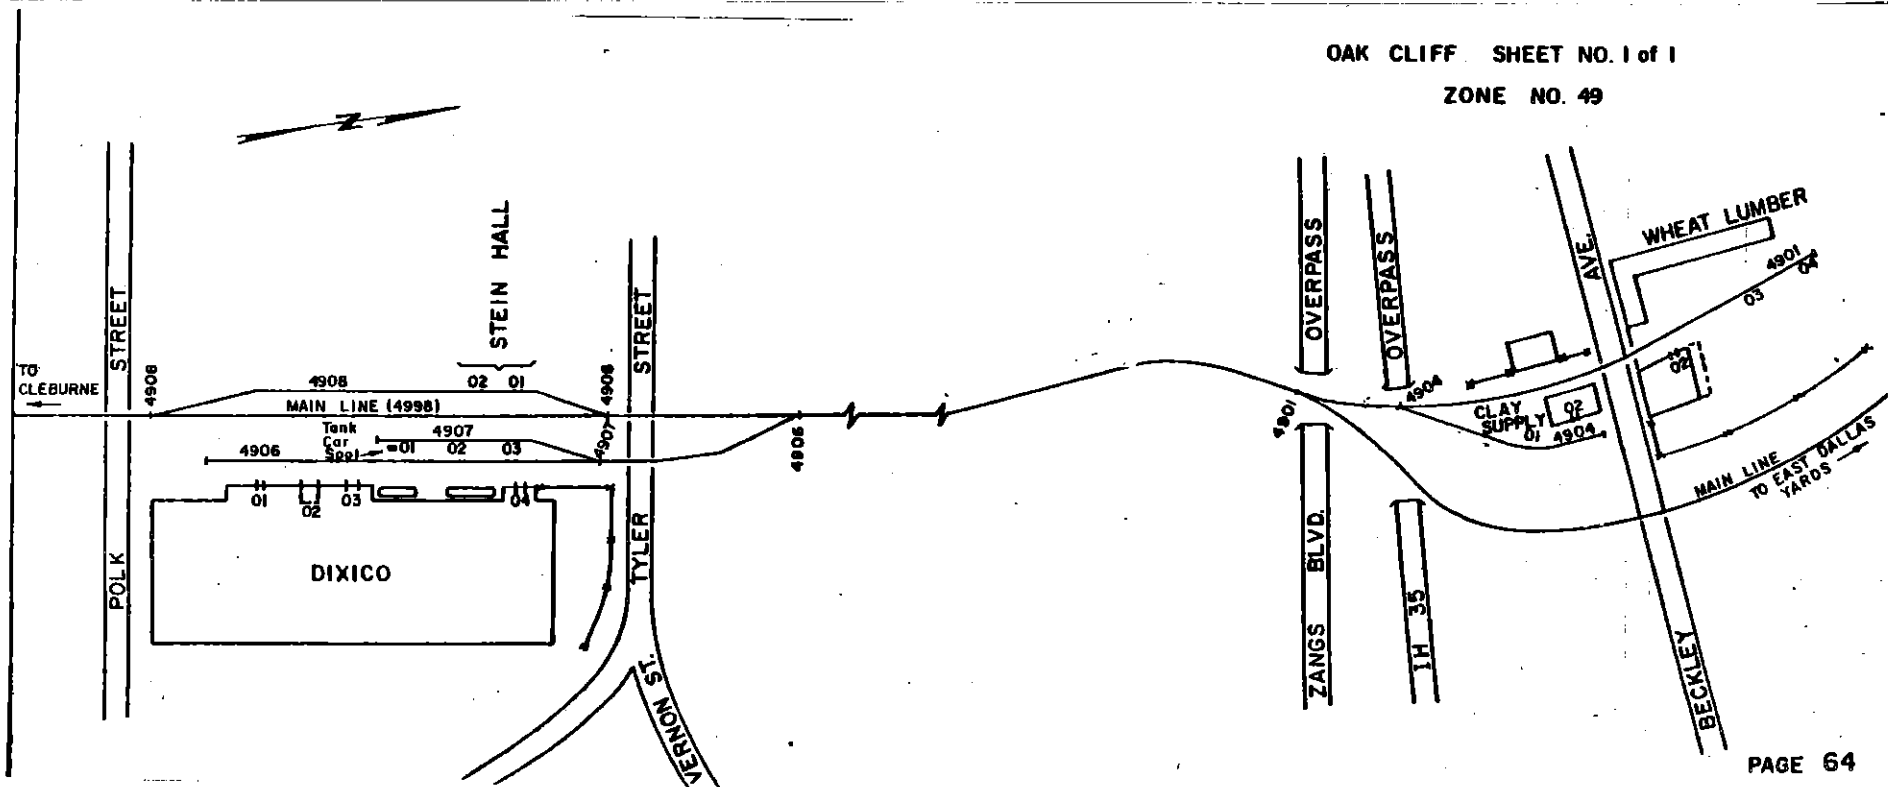 OAK CLIFF SHEET NO. 1 of 1
ZONE NO. 49
N
STEIN HALL
POLK STREET
TYLER STREET
VERNON ST.
ZANGS BLVD. OVERPASS
IH 35 OVERPASS
BECKLEY AVE.
WHEAT LUMBER
4901
04
03
02
TO
CLEBURNE
4908
4908
02 01
4908
MAIN LINE (4998)
Tank
Car
Spot
4907
01 02 03
4907
4906
4906
01
02
03
04
DIXICO
4901
4904
CLAY
SUPPLY
02
01
4904
MAIN LINE
TO EAST DALLAS
YARDS
PAGE 64